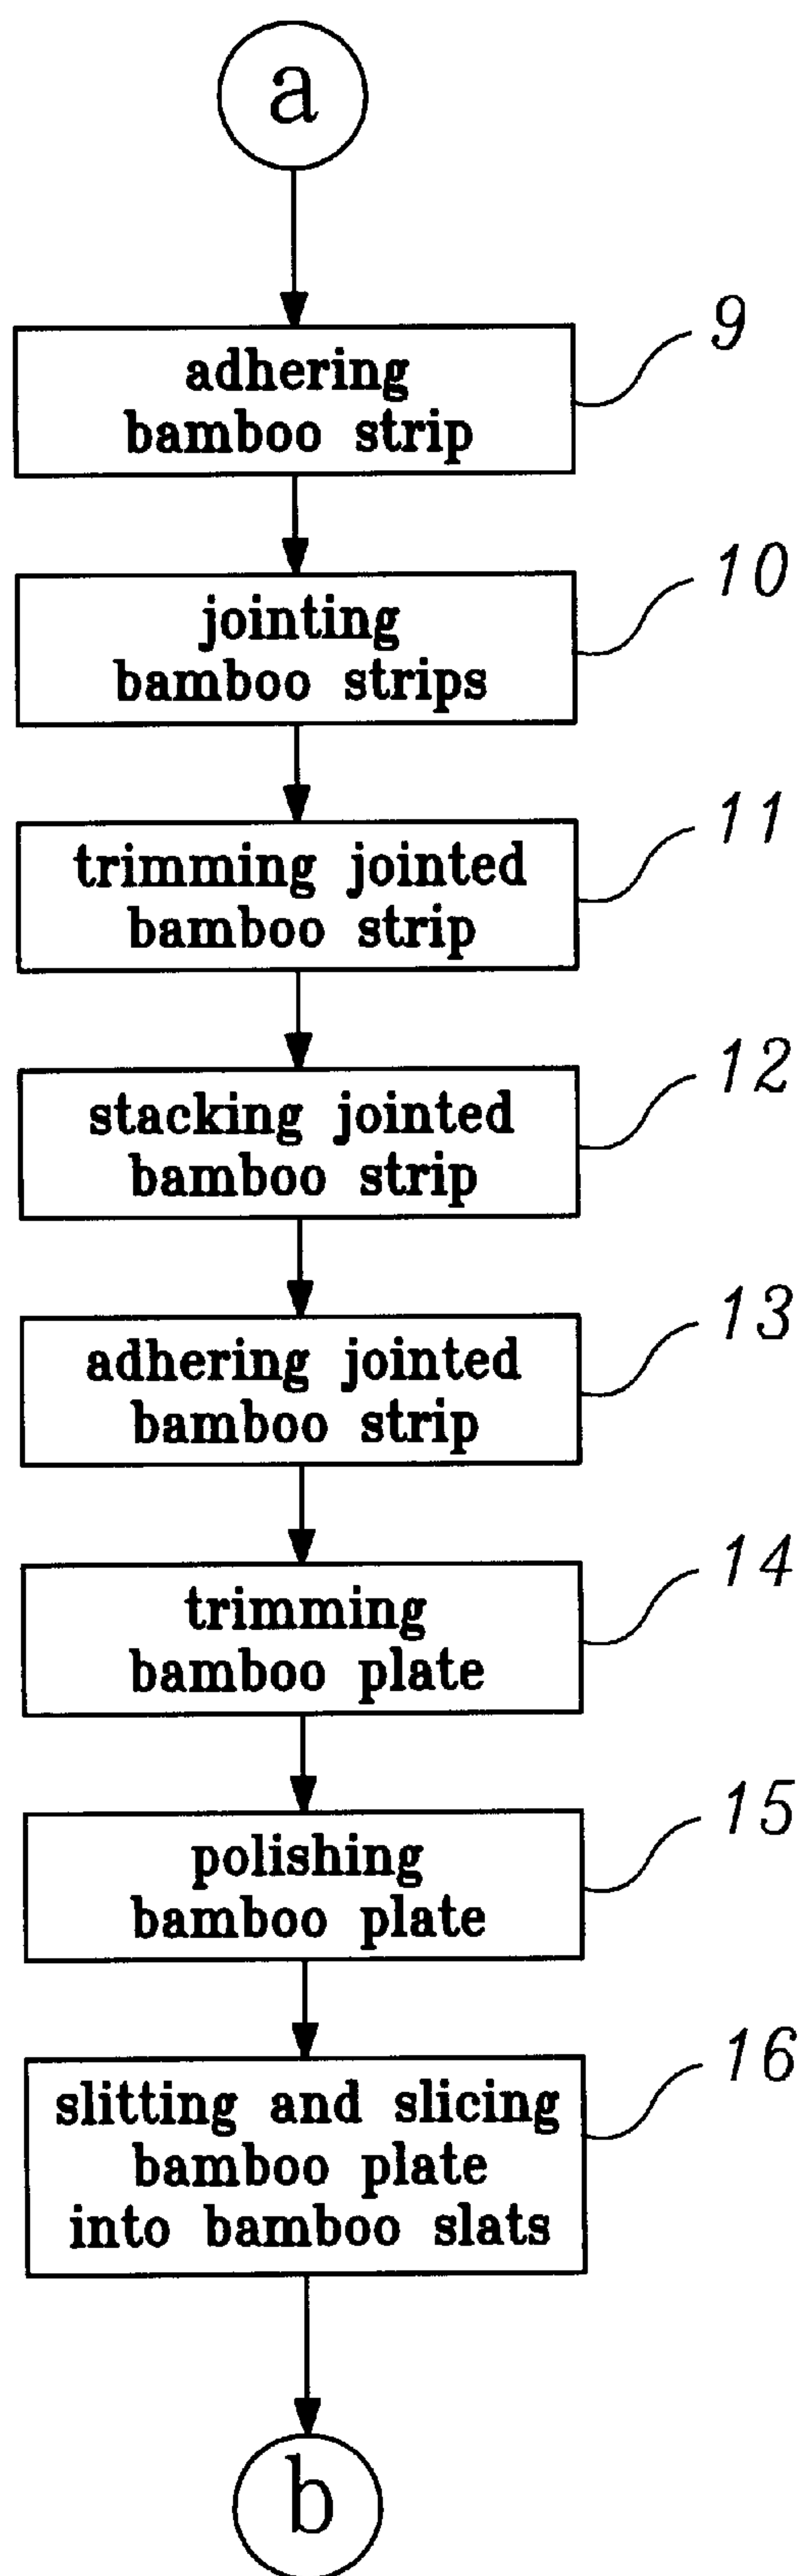 a
adhering
bamboo strip
9
jointing
bamboo strips
10
trimming jointed
bamboo strip
11
stacking jointed
bamboo strip
12
adhering jointed
bamboo strip
13
trimming
bamboo plate
14
polishing
bamboo plate
15
slitting and slicing
bamboo plate
into bamboo slats
16
b